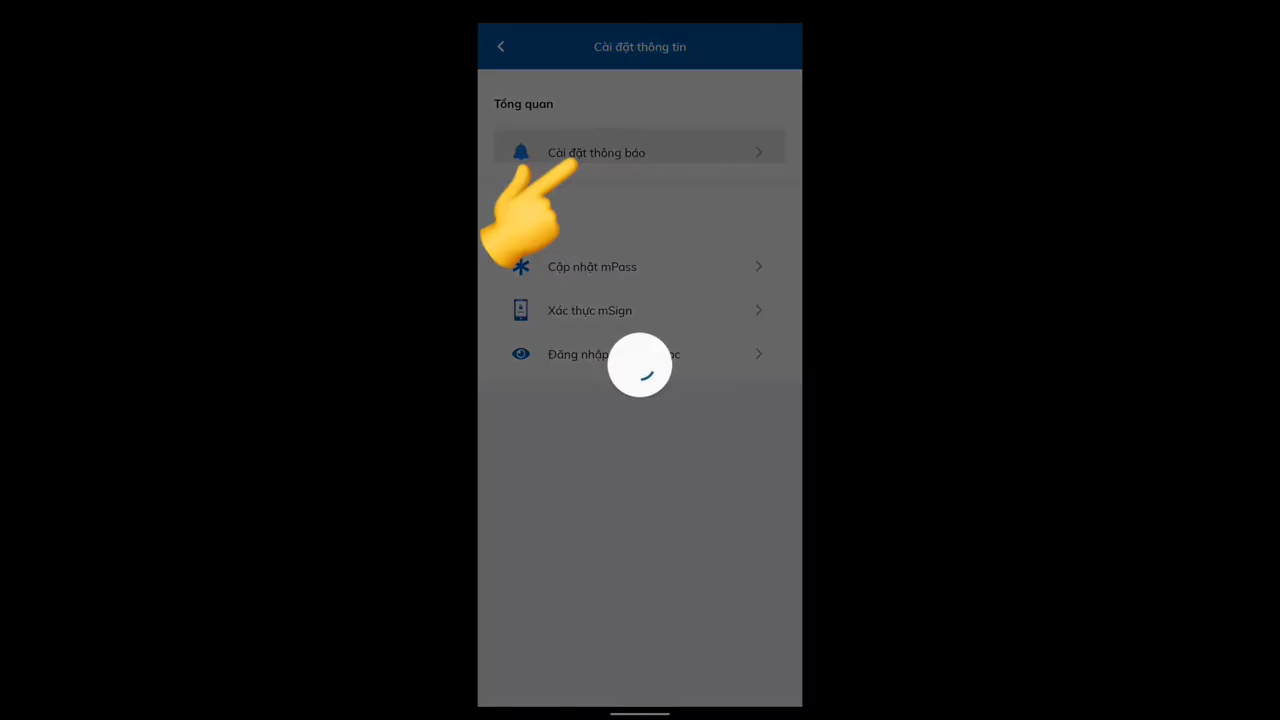 Cài đặt thông tin
Tổng quan
Cài đặt thông báo
Cập nhật mPass
Xác thực mSign
Đăng nhập